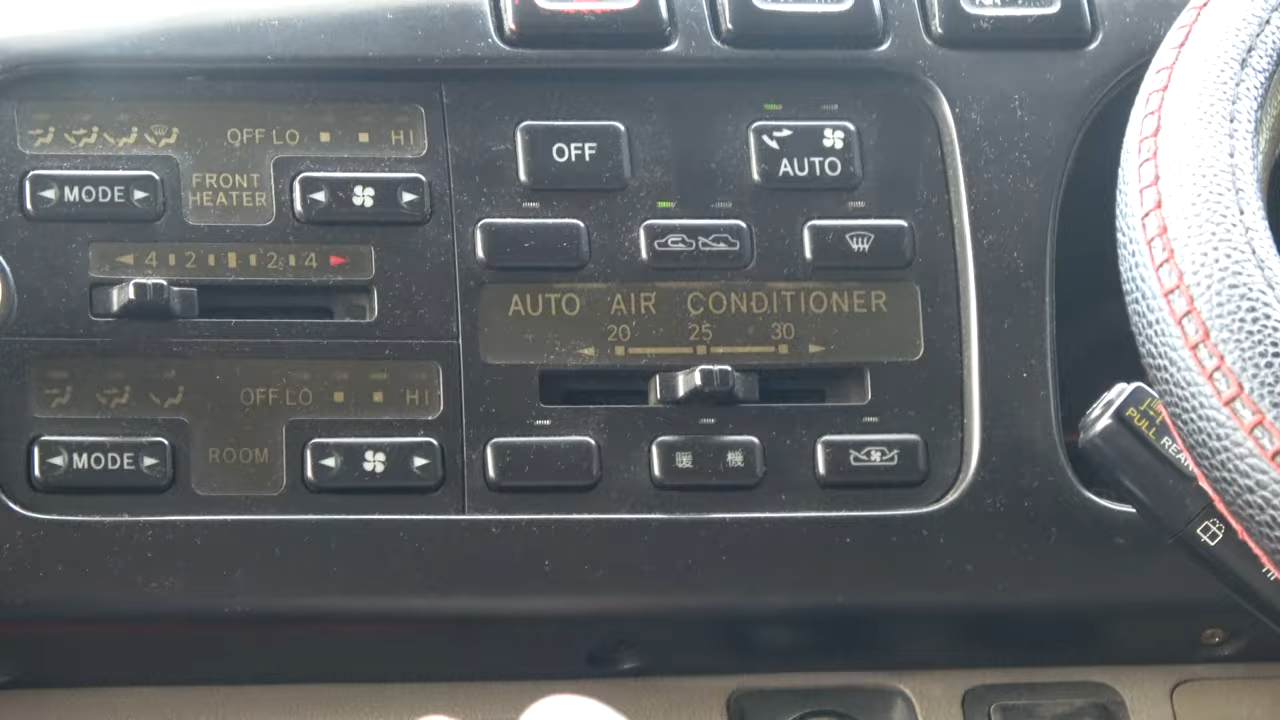 OFF LO HI
MODE
FRONT
HEATER
4 2 2 4
OFF LO HI
MODE
ROOM
OFF
AUTO
AUTO AIR CONDITIONER
20 25 30
暖 機
PULL REAR